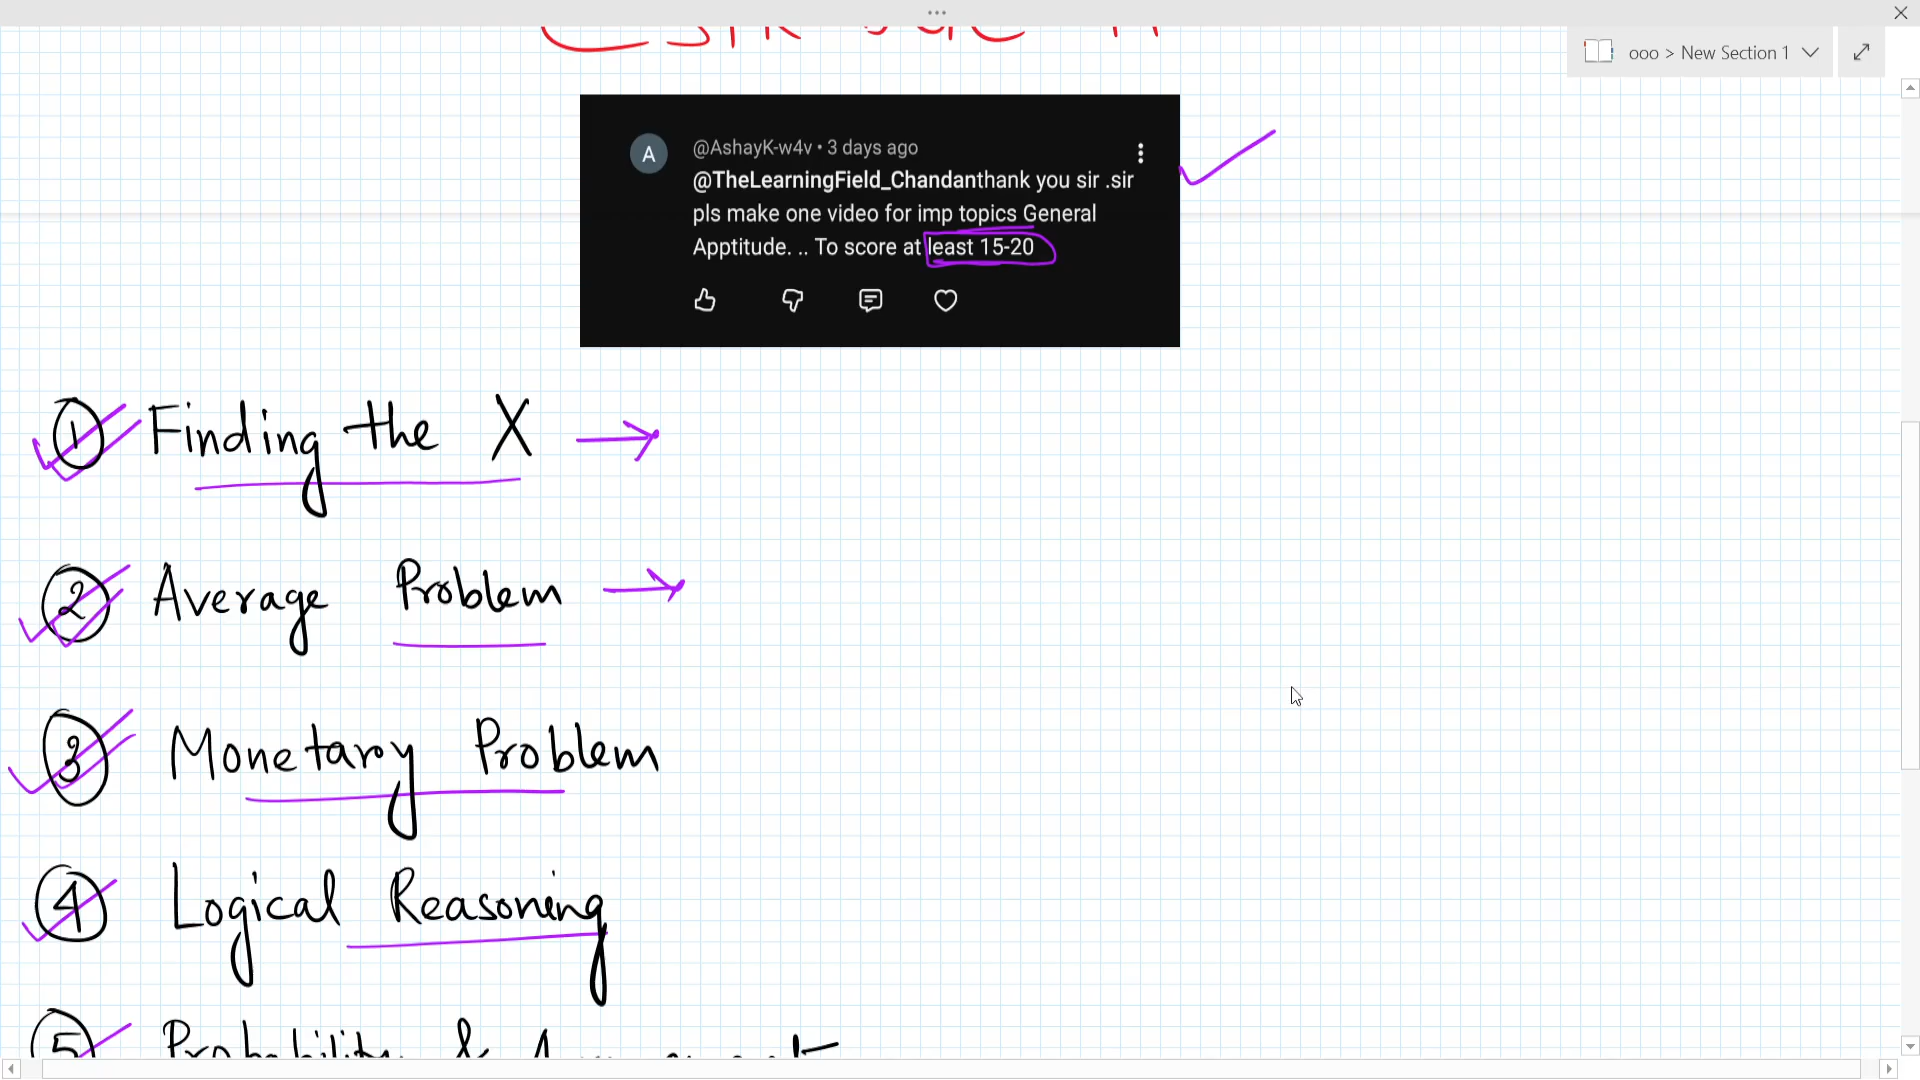 ooo > New Section 1
A
@AshayK-w4v • 3 days ago
@TheLearningField_Chandanthank you sir .sir
pls make one video for imp topics General
Apptitude. .. To score at least 15-20
① Finding the X →
② Average Problem →
③ Monetary Problem
④ Logical Reasoning
⑤ Probability &